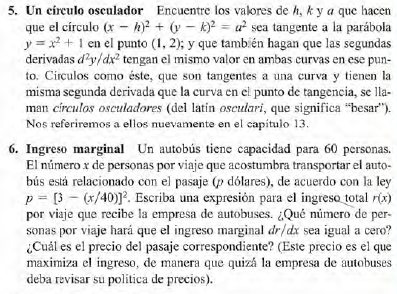 5. Un círculo osculador Encuentre los valores de h, k y a que hacen
que el círculo (x − h)² + (y − k)² = a² sea tangente a la parábola
y = x² + 1 en el punto (1, 2); y que también hagan que las segundas
derivadas d²y/dx² tengan el mismo valor en ambas curvas en ese pun-
to. Círculos como éste, que son tangentes a una curva y tienen la
misma segunda derivada que la curva en el punto de tangencia, se lla-
man círculos osculadores (del latín osculari, que significa “besar”).
Nos referiremos a ellos nuevamente en el capítulo 13.
6. Ingreso marginal Un autobús tiene capacidad para 60 personas.
El número x de personas por viaje que acostumbra transportar el auto-
bús está relacionado con el pasaje (p dólares), de acuerdo con la ley
p = [3 − (x/40)]². Escriba una expresión para el ingreso total r(x)
por viaje que recibe la empresa de autobuses. ¿Qué número de per-
sonas por viaje hará que el ingreso marginal dr/dx sea igual a cero?
¿Cuál es el precio del pasaje correspondiente? (Este precio es el que
maximiza el ingreso, de manera que quizá la empresa de autobuses
deba revisar su política de precios).